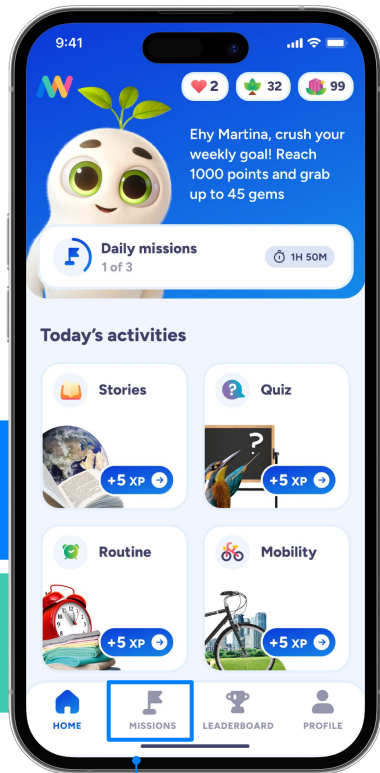 9:41
2
32
99
Ehy Martina, crush your
weekly goal! Reach
1000 points and grab
up to 45 gems
Daily missions
1 of 3
1H 50M
Today's activities
Stories
Quiz
?
+5 XP
+5 XP
Routine
Mobility
+5 XP
+5 XP
HOME
MISSIONS
LEADERBOARD
PROFILE